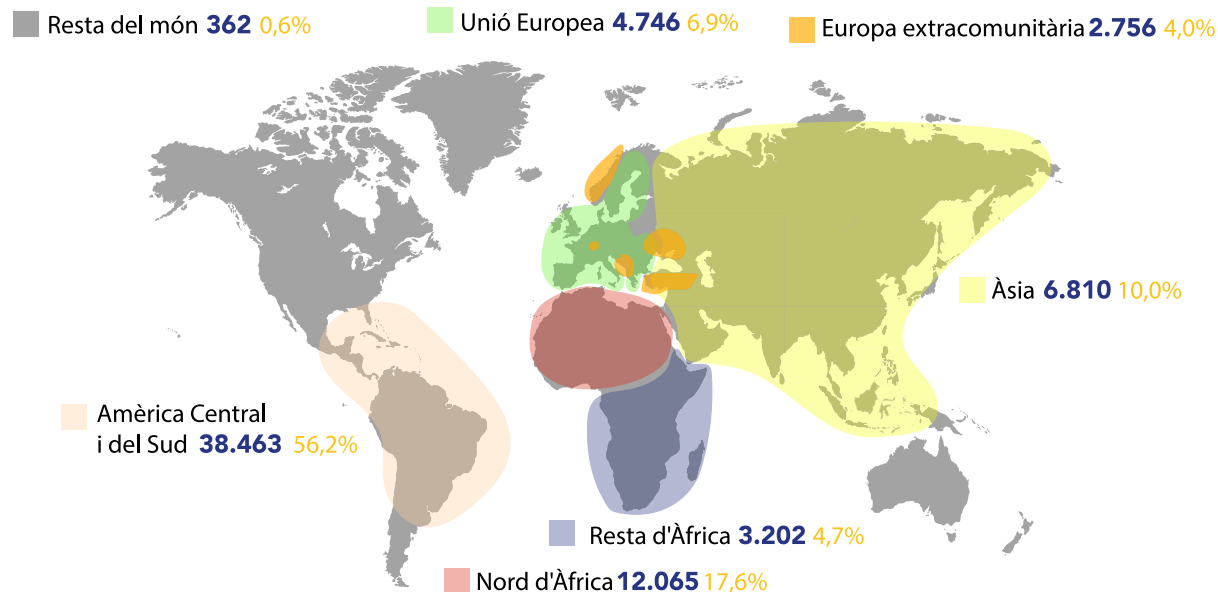 Resta del món 362 0,6%
Unió Europea 4.746 6,9%
Europa extracomunitària 2.756 4,0%
Àsia 6.810 10,0%
Amèrica Central
i del Sud 38.463 56,2%
Resta d'Àfrica 3.202 4,7%
Nord d'Àfrica 12.065 17,6%